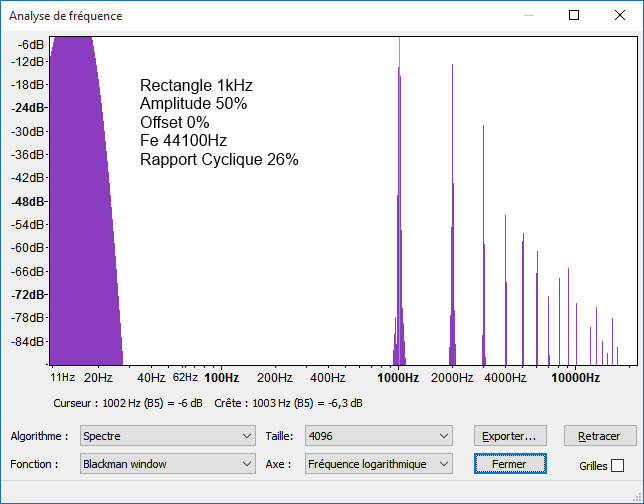 Analyse de fréquence
-6dB
-12dB
-18dB
-24dB
-30dB
-36dB
-42dB
-48dB
-54dB
-60dB
-66dB
-72dB
-78dB
-84dB
Rectangle 1kHz
Amplitude 50%
Offset 0%
Fe 44100Hz
Rapport Cyclique 26%
11Hz 20Hz 40Hz 62Hz 100Hz 200Hz 400Hz 1000Hz 2000Hz 4000Hz 10000Hz
Curseur : 1002 Hz (B5) = -6 dB Crête : 1003 Hz (B5) = -6,3 dB
Algorithme : Spectre Taille: 4096 Exporter... Retracer
Fonction : Blackman window Axe : Fréquence logarithmique Fermer Grilles